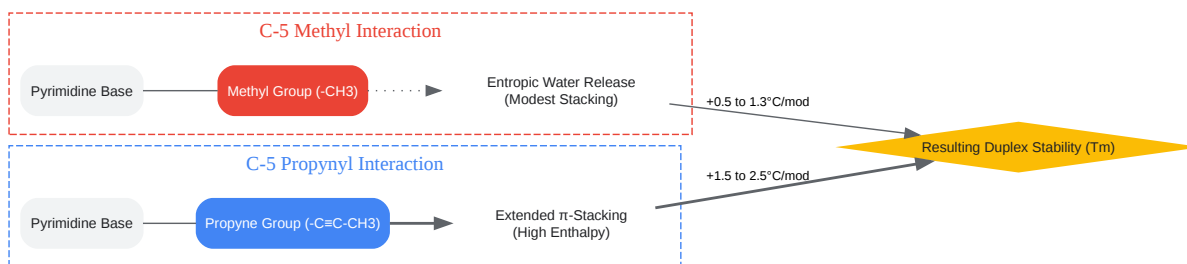 C-5 Methyl Interaction
Pyrimidine Base
Methyl Group (-CH3)
Entropic Water Release
(Modest Stacking)
+0.5 to 1.3°C/mod
Resulting Duplex Stability (Tm)
C-5 Propynyl Interaction
+1.5 to 2.5°C/mod
Pyrimidine Base
Propyne Group (-C≡C-CH3)
Extended π-Stacking
(High Enthalpy)